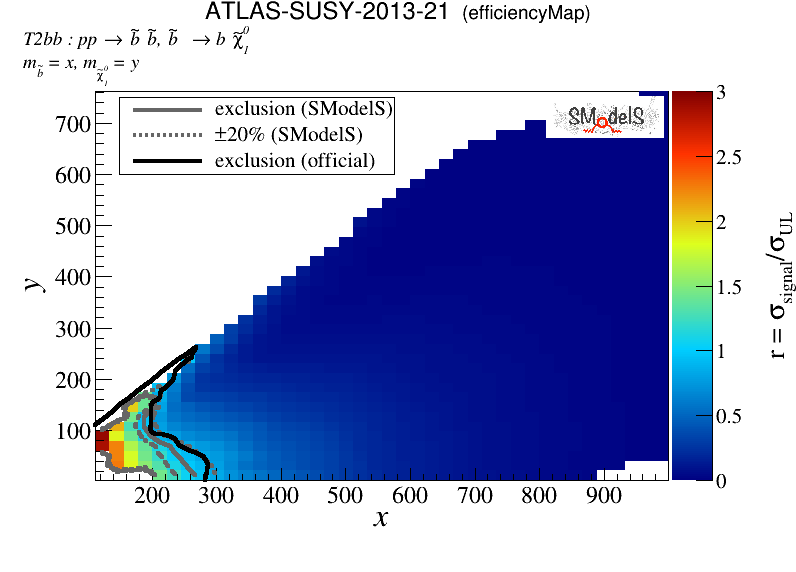 ATLAS-SUSY-2013-21 (efficiencyMap)
T2bb : pp → b̃ b̃, b̃ → b χ̃₁⁰
m_b̃ = x, m_χ̃₁⁰ = y
exclusion (SModelS)
±20% (SModelS)
exclusion (official)
SModelS
y
700
600
500
400
300
200
100
200 300 400 500 600 700 800 900
x
3
2.5
2
1.5
1
0.5
0
r = σ_signal/σ_UL